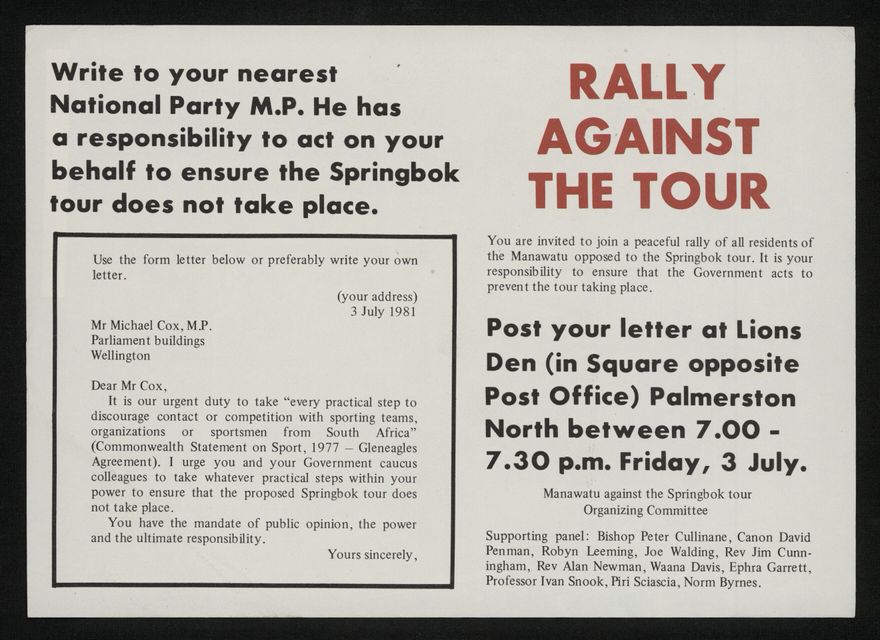 Write to your nearest
National Party M.P. He has
a responsibility to act on your
behalf to ensure the Springbok
tour does not take place.
Use the form letter below or preferably write your own
letter.
(your address)
3 July 1981
Mr Michael Cox, M.P.
Parliament buildings
Wellington
Dear Mr Cox,
It is our urgent duty to take “every practical step to
discourage contact or competition with sporting teams,
organizations or sportsmen from South Africa”
(Commonwealth Statement on Sport, 1977 — Gleneagles
Agreement). I urge you and your Government caucus
colleagues to take whatever practical steps within your
power to ensure that the proposed Springbok tour does
not take place.
You have the mandate of public opinion, the power
and the ultimate responsibility.
Yours sincerely,
RALLY
AGAINST
THE TOUR
You are invited to join a peaceful rally of all residents of
the Manawatu opposed to the Springbok tour. It is your
responsibility to ensure that the Government acts to
prevent the tour taking place.
Post your letter at Lions
Den (in Square opposite
Post Office) Palmerston
North between 7.00 -
7.30 p.m. Friday, 3 July.
Manawatu against the Springbok tour
Organizing Committee
Supporting panel: Bishop Peter Cullinane, Canon David
Penman, Robyn Leeming, Joe Walding, Rev Jim Cunn-
ingham, Rev Alan Newman, Waana Davis, Ephra Garrett,
Professor Ivan Snook, Piri Sciascia, Norm Byrnes.